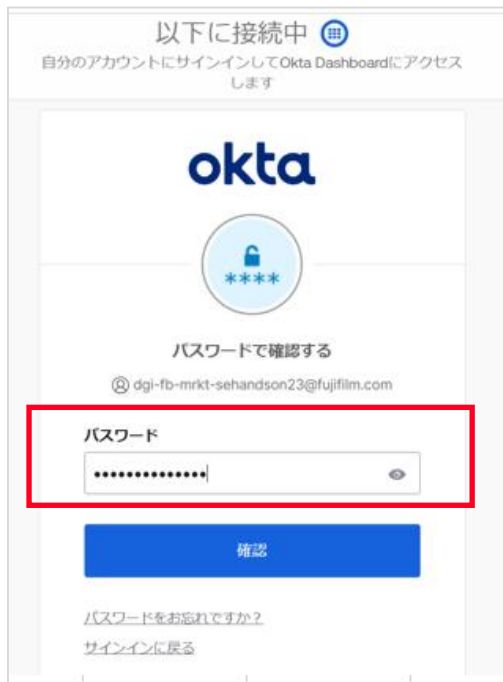 以下に接続中
自分のアカウントにサインインしてOkta Dashboardにアクセス
します
okta
****
パスワードで確認する
dgi-fb-mrkt-sehandson23@fujifilm.com
パスワード
••••••••••••••
確認
パスワードをお忘れですか？
サインインに戻る